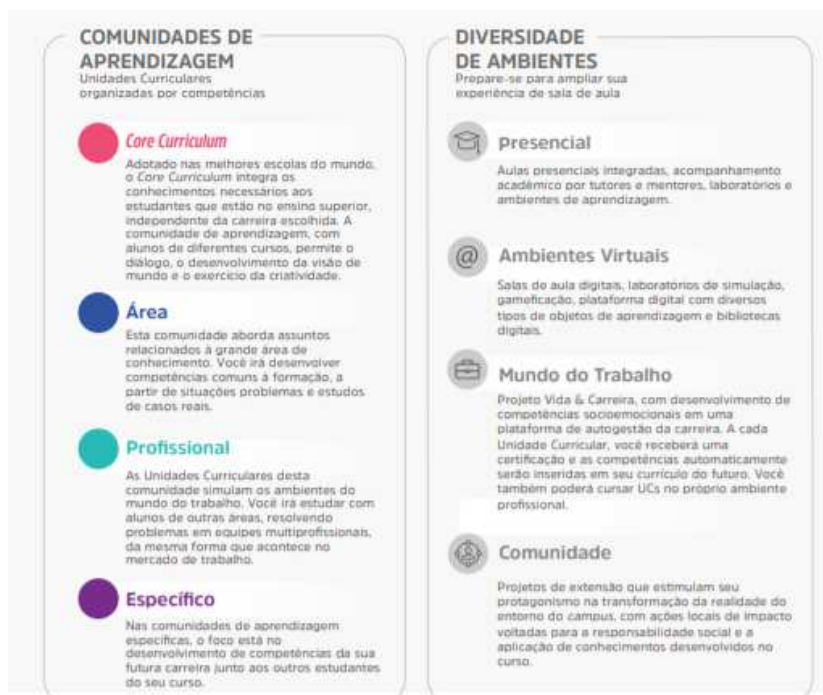 COMUNIDADES DE
APRENDIZAGEM
Unidades Curriculares
organizadas por competências
Core Curriculum
Adotado nas melhores escolas do mundo,
o Core Curriculum integra os
conhecimentos necessários aos
estudantes que estão no ensino superior,
independente da carreira escolhida. A
comunidade de aprendizagem, com
alunos de diferentes cursos, permite o
diálogo, o desenvolvimento da visão de
mundo e o exercício da criatividade.
Área
Esta comunidade aborda assuntos
relacionados à grande área de
conhecimento. Você irá desenvolver
competências comuns à formação, a
partir de situações problemas e estudos
de casos reais.
Profissional
As Unidades Curriculares desta
comunidade simulam os ambientes do
mundo do trabalho. Você irá estudar com
alunos de outras áreas, resolvendo
problemas em equipes multiprofissionais,
da mesma forma que acontece no
mercado de trabalho.
Específico
Nas comunidades de aprendizagem
específicas, o foco está no
desenvolvimento de competências da sua
futura carreira junto aos outros estudantes
do seu curso.
DIVERSIDADE
DE AMBIENTES
Prepare-se para ampliar sua
experiência de sala de aula
Presencial
Aulas presenciais integradas, acompanhamento
acadêmico por tutores e mentores, laboratórios e
ambientes de aprendizagem.
@ Ambientes Virtuais
Salas de aula digitais, laboratórios de simulação,
gameficação, plataforma digital com diversos
tipos de objetos de aprendizagem e bibliotecas
digitais.
Mundo do Trabalho
Projeto Vida & Carreira, com desenvolvimento de
competências socioemocionais em uma
plataforma de autogestão da carreira. A cada
Unidade Curricular, você receberá uma
certificação e as competências automaticamente
serão inseridas em seu currículo do futuro. Você
também poderá cursar UCs no próprio ambiente
profissional.
Comunidade
Projetos de extensão que estimulam seu
protagonismo na transformação da realidade do
entorno do campus, com ações locais de impacto
voltadas para a responsabilidade social e a
aplicação de conhecimentos desenvolvidos no
curso.